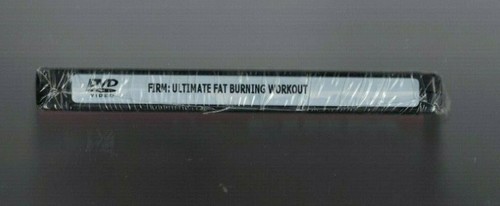 DVD
VIDEO
FIRM: ULTIMATE FAT BURNING WORKOUT